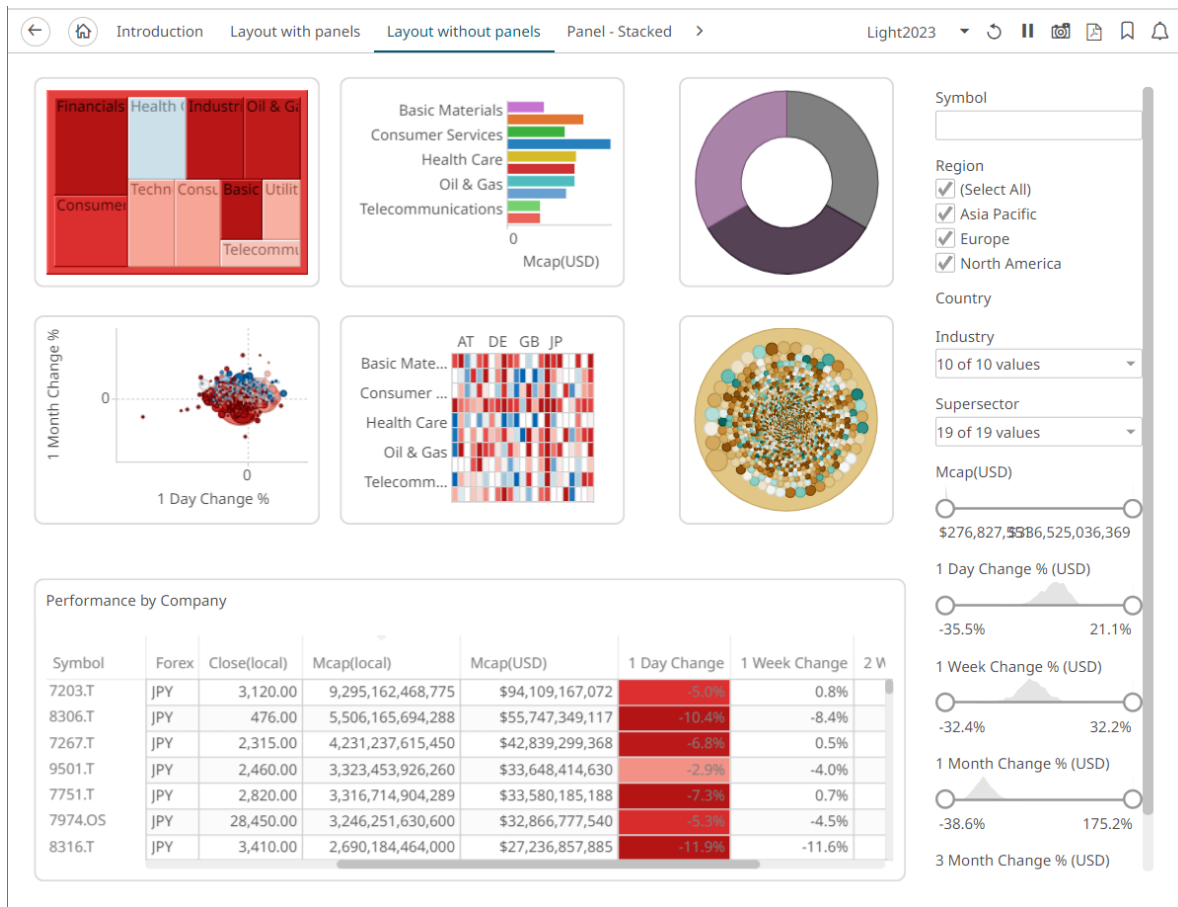 Introduction Layout with panels Layout without panels Panel - Stacked Light2023
Financials Health Industri Oil & Ga
Techn Consu Basic Utilit
Consumer
Telecommu
Basic Materials
Consumer Services
Health Care
Oil & Gas
Telecommunications
0
Mcap(USD)
1 Month Change %
0
0
1 Day Change %
AT DE GB JP
Basic Mate...
Consumer ...
Health Care
Oil & Gas
Telecomm...
Performance by Company
Symbol Forex Close(local) Mcap(local) Mcap(USD) 1 Day Change 1 Week Change 2 W
7203.T JPY 3,120.00 9,295,162,468,775 $94,109,167,072 -5.0% 0.8%
8306.T JPY 476.00 5,506,165,694,288 $55,747,349,117 -10.4% -8.4%
7267.T JPY 2,315.00 4,231,237,615,450 $42,839,299,368 -6.8% 0.5%
9501.T JPY 2,460.00 3,323,453,926,260 $33,648,414,630 -2.9% -4.0%
7751.T JPY 2,820.00 3,316,714,904,289 $33,580,185,188 -7.3% 0.7%
7974.OS JPY 28,450.00 3,246,251,630,600 $32,866,777,540 -5.3% -4.5%
8316.T JPY 3,410.00 2,690,184,464,000 $27,236,857,885 -11.9% -11.6%
Symbol
Region
(Select All)
Asia Pacific
Europe
North America
Country
Industry
10 of 10 values
Supersector
19 of 19 values
Mcap(USD)
1 Day Change % (USD)
-35.5% 21.1%
1 Week Change % (USD)
-32.4% 32.2%
1 Month Change % (USD)
-38.6% 175.2%
3 Month Change % (USD)